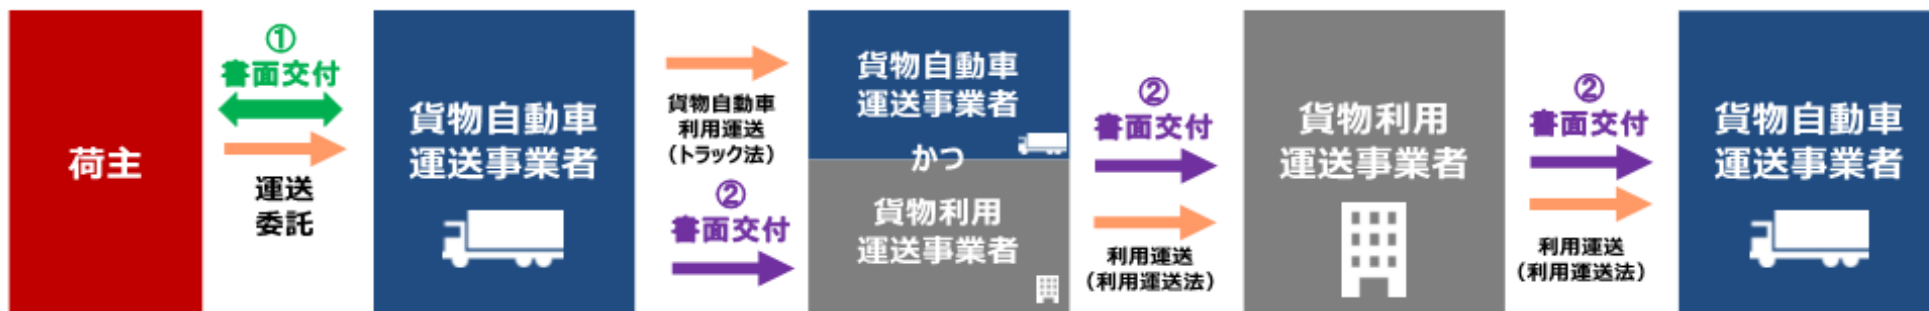 荷主
①
書面交付
運送
委託
貨物自動車
運送事業者
貨物自動車
利用運送
（トラック法）
②
書面交付
貨物自動車
運送事業者
かつ
貨物利用
運送事業者
②
書面交付
利用運送
（利用運送法）
貨物利用
運送事業者
②
書面交付
利用運送
（利用運送法）
貨物自動車
運送事業者